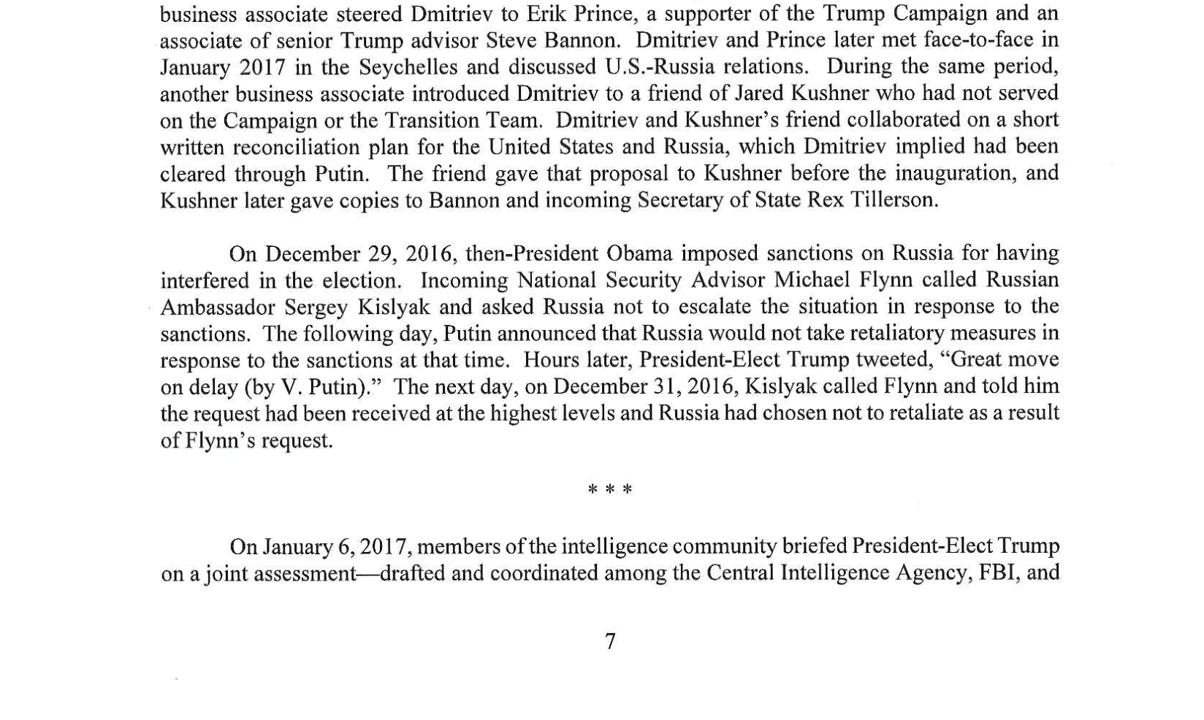 business associate steered Dmitriev to Erik Prince, a supporter of the Trump Campaign and an
associate of senior Trump advisor Steve Bannon. Dmitriev and Prince later met face-to-face in
January 2017 in the Seychelles and discussed U.S.-Russia relations. During the same period,
another business associate introduced Dmitriev to a friend of Jared Kushner who had not served
on the Campaign or the Transition Team. Dmitriev and Kushner’s friend collaborated on a short
written reconciliation plan for the United States and Russia, which Dmitriev implied had been
cleared through Putin. The friend gave that proposal to Kushner before the inauguration, and
Kushner later gave copies to Bannon and incoming Secretary of State Rex Tillerson.
On December 29, 2016, then-President Obama imposed sanctions on Russia for having
interfered in the election. Incoming National Security Advisor Michael Flynn called Russian
Ambassador Sergey Kislyak and asked Russia not to escalate the situation in response to the
sanctions. The following day, Putin announced that Russia would not take retaliatory measures in
response to the sanctions at that time. Hours later, President-Elect Trump tweeted, “Great move
on delay (by V. Putin).” The next day, on December 31, 2016, Kislyak called Flynn and told him
the request had been received at the highest levels and Russia had chosen not to retaliate as a result
of Flynn’s request.
* * *
On January 6, 2017, members of the intelligence community briefed President-Elect Trump
on a joint assessment—drafted and coordinated among the Central Intelligence Agency, FBI, and
7